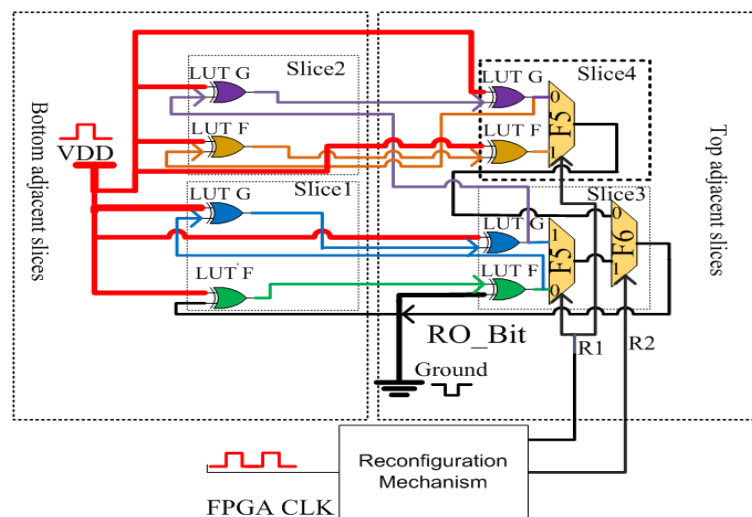 Bottom adjacent slices
VDD
Slice2
LUT G
LUT F
Slice1
LUT G
LUT F
Slice4
LUT G
0
LUT F
1
F5
Slice3
LUT G
1
LUT F
0
F5
0
1
F6
Top adjacent slices
RO_Bit
R1
R2
Ground
Reconfiguration
Mechanism
FPGA CLK